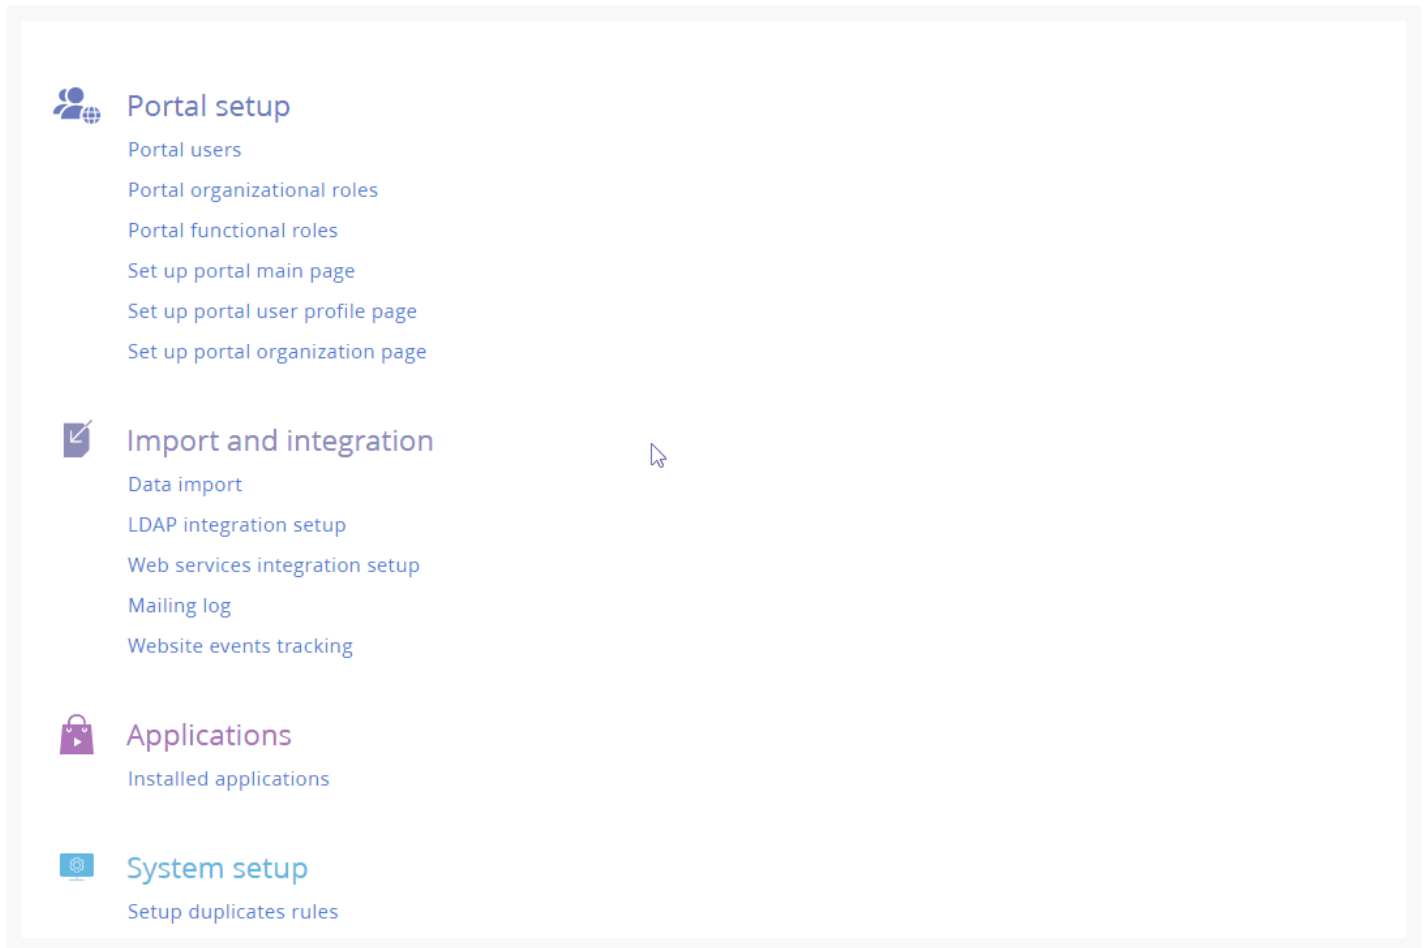 Portal setup
Portal users
Portal organizational roles
Portal functional roles
Set up portal main page
Set up portal user profile page
Set up portal organization page
Import and integration
Data import
LDAP integration setup
Web services integration setup
Mailing log
Website events tracking
Applications
Installed applications
System setup
Setup duplicates rules